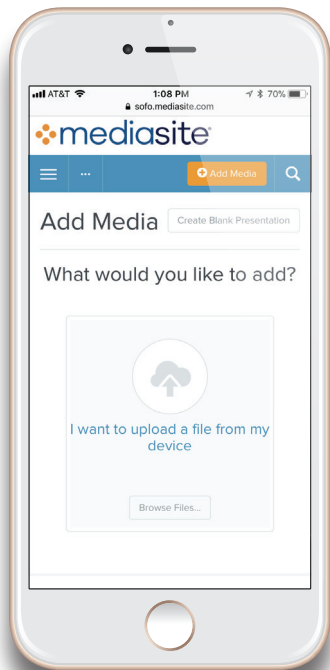 AT&T 1:08 PM 70%
sofo.mediasite.com
mediasite
... Add Media
Add Media Create Blank Presentation
What would you like to add?
I want to upload a file from my
device
Browse Files...